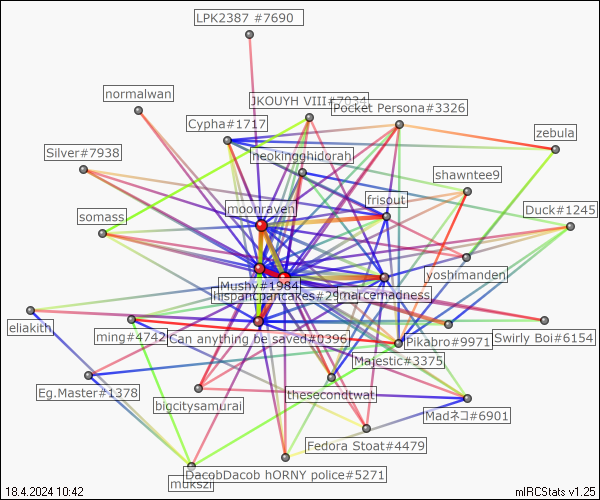 LPK2387 #7690
normalwan
JKOUYH VIII#7034
Pocket Persona#3326
Cypha#1717
zebula
Silver#7938
neokingghidorah
shawntee9
frisout
moonraven
Duck#1245
somass
yoshimanden
Mushy#1984
marcemadness
eliakith
ming#4742
Can anything be saved#0396
Pikabro#9971
Swirly Boi#6154
Majestic#3375
Eg.Master#1378
thesecondtwat
bigcitysamurai
Madネコ#6901
Fedora Stoat#4479
DacobDacob hORNY police#5271
mukszi
18.4.2024 10:42
mIRCStats v1.25